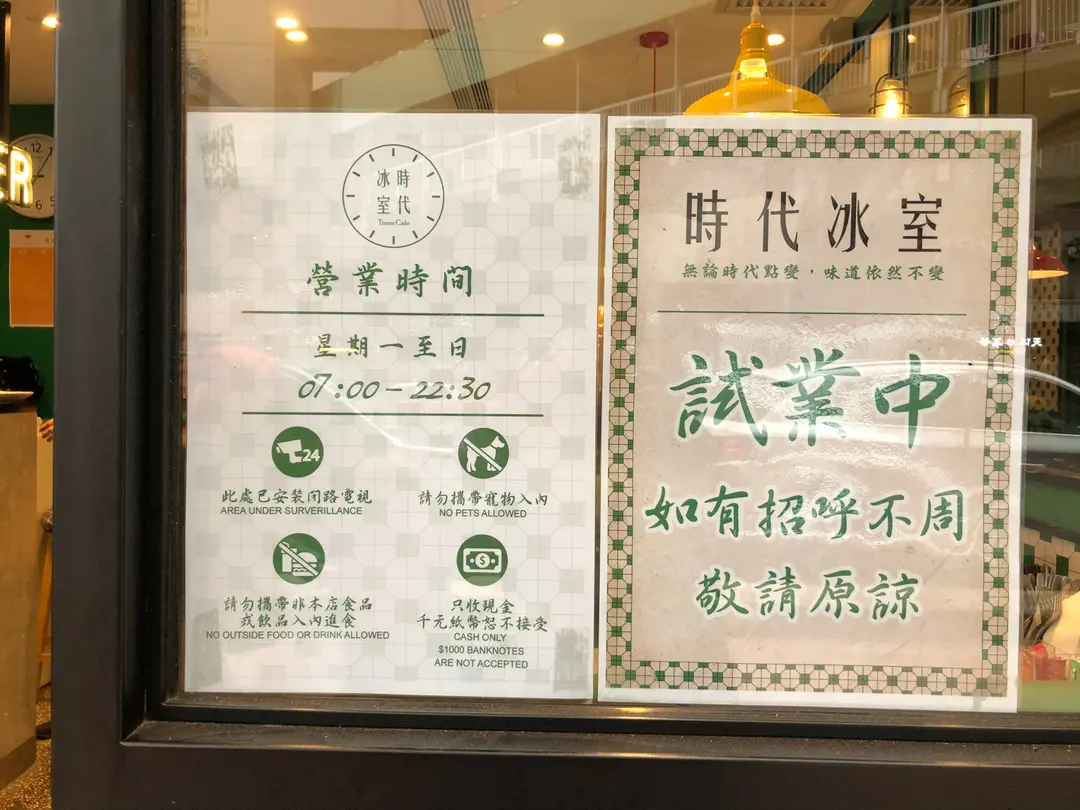 時代
冰室
Times Cafe
營業時間
星期一至日
07:00 – 22:30
24
此處已安裝閉路電視
AREA UNDER SURVERILLANCE
請勿攜帶寵物入內
NO PETS ALLOWED
請勿攜帶非本店食品
或飲品入內進食
NO OUTSIDE FOOD OR DRINK ALLOWED
$
只收現金
千元紙幣恕不接受
CASH ONLY
$1000 BANKNOTES
ARE NOT ACCEPTED
時代冰室
無論時代點變，味道依然不變
試業中
如有招呼不周
敬請原諒
ER
12
6